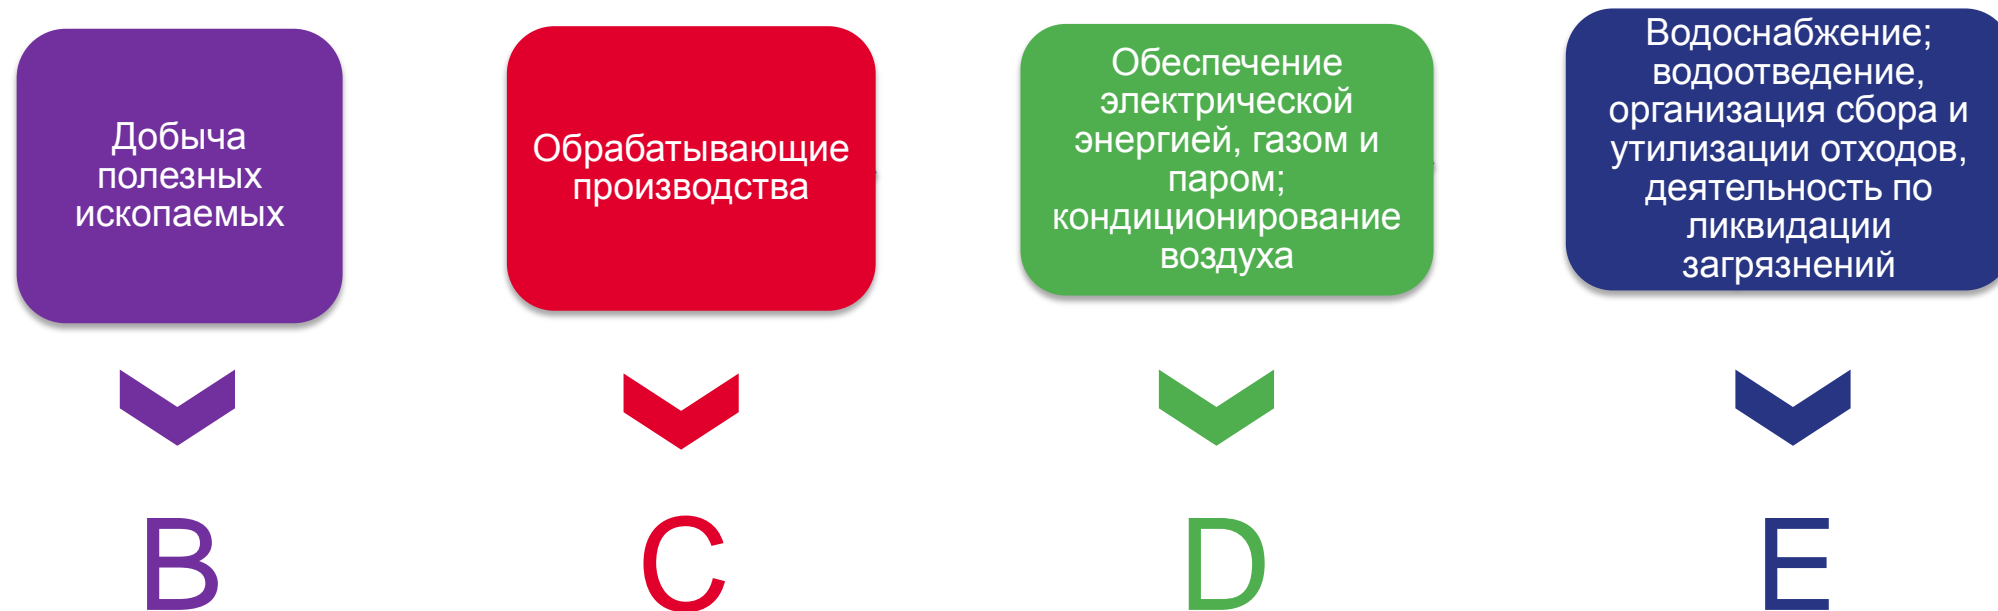 Добыча
полезных
ископаемых
Обрабатывающие
производства
Обеспечение
электрической
энергией, газом и
паром;
кондиционирование
воздуха
Водоснабжение;
водоотведение,
организация сбора и
утилизации отходов,
деятельность по
ликвидации
загрязнений
B
C
D
E